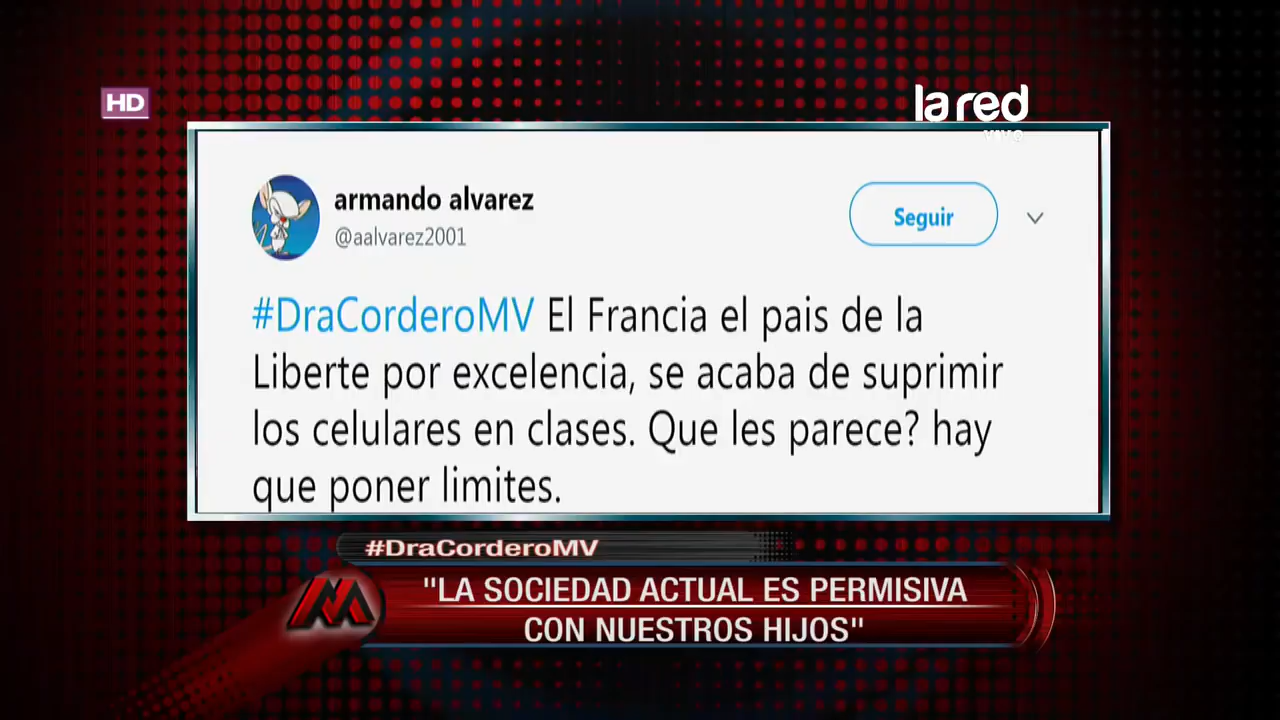 HD
la red
VIVO
armando alvarez
@aalvarez2001
Seguir
#DraCorderoMV El Francia el pais de la
Liberte por excelencia, se acaba de suprimir
los celulares en clases. Que les parece? hay
que poner limites.
#DraCorderoMV
"LA SOCIEDAD ACTUAL ES PERMISIVA
CON NUESTROS HIJOS"